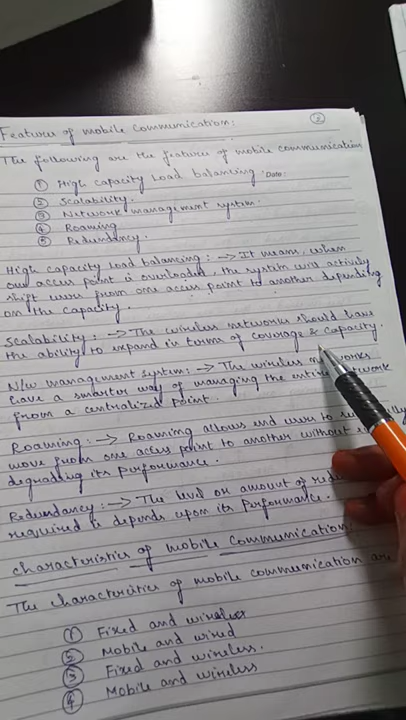 ②
Features of mobile communication:
The following are the feature of mobile communication
① High capacity Load balancing. Date:
② Scalability.
③ Network management system.
④ Roaming
⑤ Redundancy.
High capacity load balancing: → It means, when
our access point is overloaded, the system will actively
shift users from one access point to another depending
on the capacity.
Scalability: → The wireless networks should have
the ability to expand in terms of coverage & capacity.
N/w management system: → The wireless networks
have a smarter way of managing the entire network
from a centralized point.
Roaming: → Roaming allows end users to
move from one access point to another without
degrading its performance.
Redundancy: → The level or amount of
required is depends upon its performance.
characteristics of mobile communication:
The characteristics of mobile communication are
① Fixed and
② Mobile and wired
③ Fixed and wireless.
④ Mobile and wireless